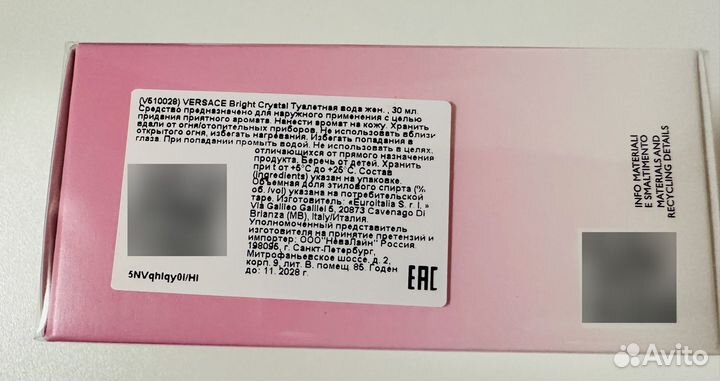 (V510028) VERSACE Bright Crystal Туалетная вода жен. , 30 мл
Средство предназначено для наружного применения с целью
придания приятного аромата. Нанести аромат на кожу. Хранить
вдали от огня/отопительных приборов. Не использовать вблизи
открытого огня, избегать нагревания. Избегать попадания в
глаза. При попадании промыть водой. Не использовать в целях,
отличающихся от прямого назначения
продукта. Беречь от детей. Хранить
при t от +5°C до +25°C. Состав
(ingredients) указан на упаковке.
Объемная доля этилового спирта (%
об. /vol) указана на потребительской
таре. Изготовитель: «Euroitalia S. r. l. »
Via Galileo Galilei 5, 20873 Cavenago Di
Brianza (MB), Italy/Италия.
Уполномоченный представитель
изготовителя на принятие претензий и
импортер: ООО"НеваЛайн" Россия
198095, г. Санкт-Петербург,
Митрофаньевское шоссе, д. 2,
корп. 9, лит. В. помещ. 85. Годен
до: 11. 2028 г.
5NVqhIqy0I/HI
EAC
INFO MATERIALI
E SMALTIMENTO
MATERIALS AND
RECYCLING DETAILS
Avito